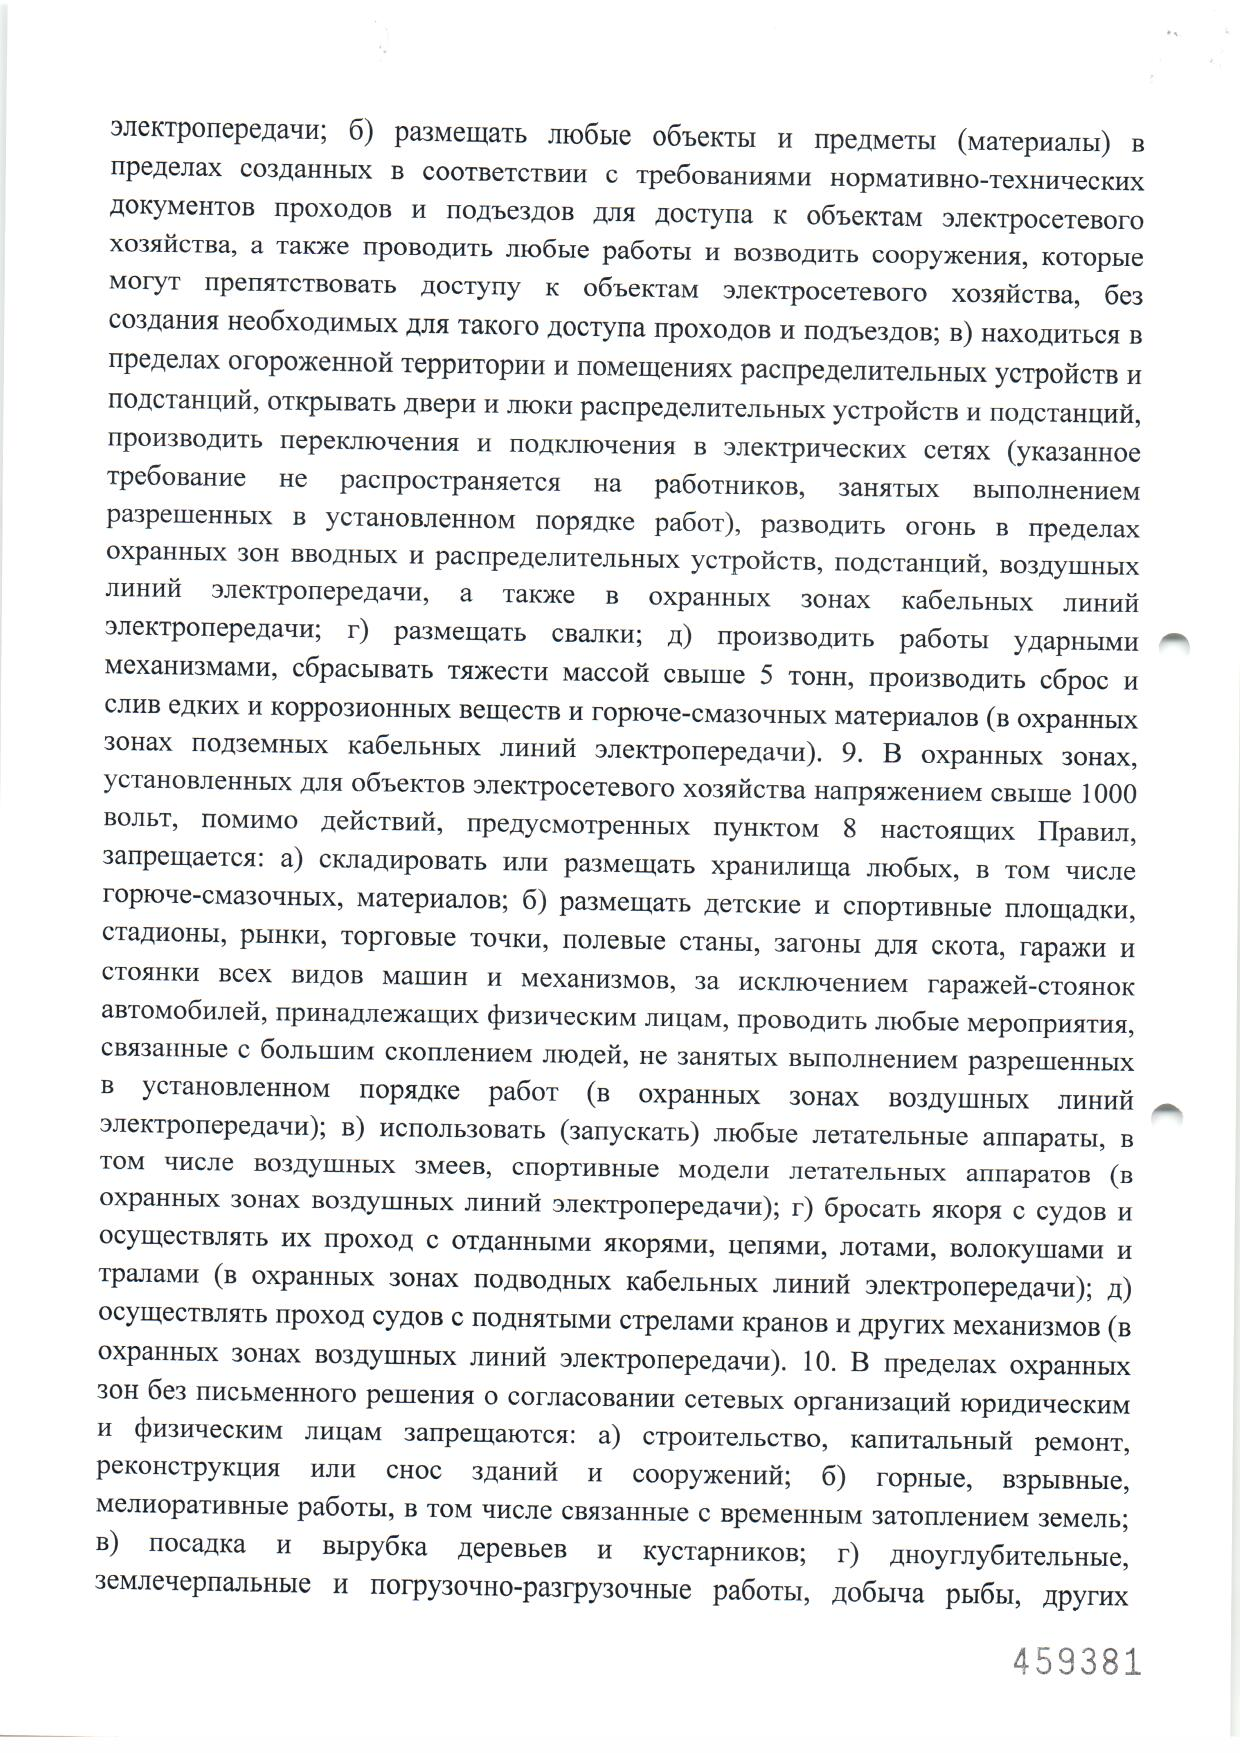 электропередачи; б) размещать любые объекты и предметы (материалы) в
пределах созданных в соответствии с требованиями нормативно-технических
документов проходов и подъездов для доступа к объектам электросетевого
хозяйства, а также проводить любые работы и возводить сооружения, которые
могут препятствовать доступу к объектам электросетевого хозяйства, без
создания необходимых для такого доступа проходов и подъездов; в) находиться в
пределах огороженной территории и помещениях распределительных устройств и
подстанций, открывать двери и люки распределительных устройств и подстанций,
производить переключения и подключения в электрических сетях (указанное
требование не распространяется на работников, занятых выполнением
разрешенных в установленном порядке работ), разводить огонь в пределах
охранных зон вводных и распределительных устройств, подстанций, воздушных
линий электропередачи, а также в охранных зонах кабельных линий
электропередачи; г) размещать свалки; д) производить работы ударными
механизмами, сбрасывать тяжести массой свыше 5 тонн, производить сброс и
слив едких и коррозионных веществ и горюче-смазочных материалов (в охранных
зонах подземных кабельных линий электропередачи). 9. В охранных зонах,
установленных для объектов электросетевого хозяйства напряжением свыше 1000
вольт, помимо действий, предусмотренных пунктом 8 настоящих Правил,
запрещается: а) складировать или размещать хранилища любых, в том числе
горюче-смазочных, материалов; б) размещать детские и спортивные площадки,
стадионы, рынки, торговые точки, полевые станы, загоны для скота, гаражи и
стоянки всех видов машин и механизмов, за исключением гаражей-стоянок
автомобилей, принадлежащих физическим лицам, проводить любые мероприятия,
связанные с большим скоплением людей, не занятых выполнением разрешенных
в установленном порядке работ (в охранных зонах воздушных линий
электропередачи); в) использовать (запускать) любые летательные аппараты, в
том числе воздушных змеев, спортивные модели летательных аппаратов (в
охранных зонах воздушных линий электропередачи); г) бросать якоря с судов и
осуществлять их проход с отданными якорями, цепями, лотами, волокушами и
тралами (в охранных зонах подводных кабельных линий электропередачи); д)
осуществлять проход судов с поднятыми стрелами кранов и других механизмов (в
охранных зонах воздушных линий электропередачи). 10. В пределах охранных
зон без письменного решения о согласовании сетевых организаций юридическим
и физическим лицам запрещаются: а) строительство, капитальный ремонт,
реконструкция или снос зданий и сооружений; б) горные, взрывные,
мелиоративные работы, в том числе связанные с временным затоплением земель;
в) посадка и вырубка деревьев и кустарников; г) дноуглубительные,
землечерпальные и погрузочно-разгрузочные работы, добыча рыбы, других
459381